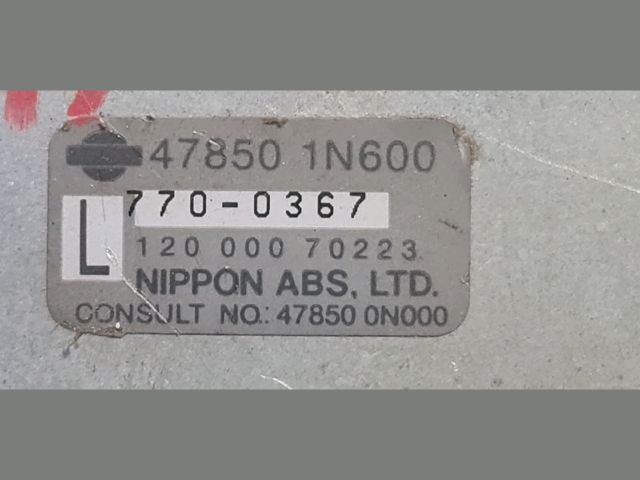 47850 1N600
L 770-0367
120 000 70223
NIPPON ABS, LTD.
CONSULT NO.: 47850 0N000